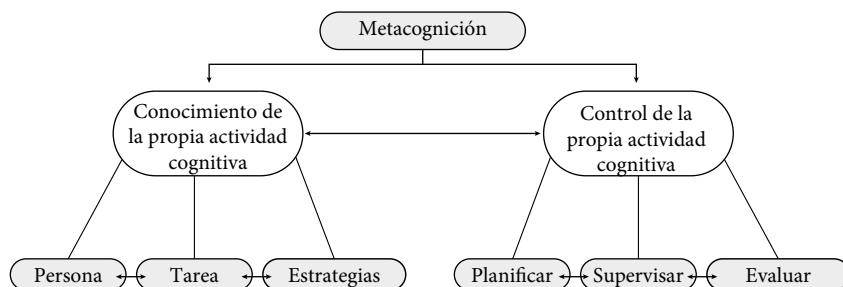 Metacognición
Conocimiento de
la propia actividad
cognitiva
Control de la
propia actividad
cognitiva
Persona
Tarea
Estrategias
Planificar
Supervisar
Evaluar